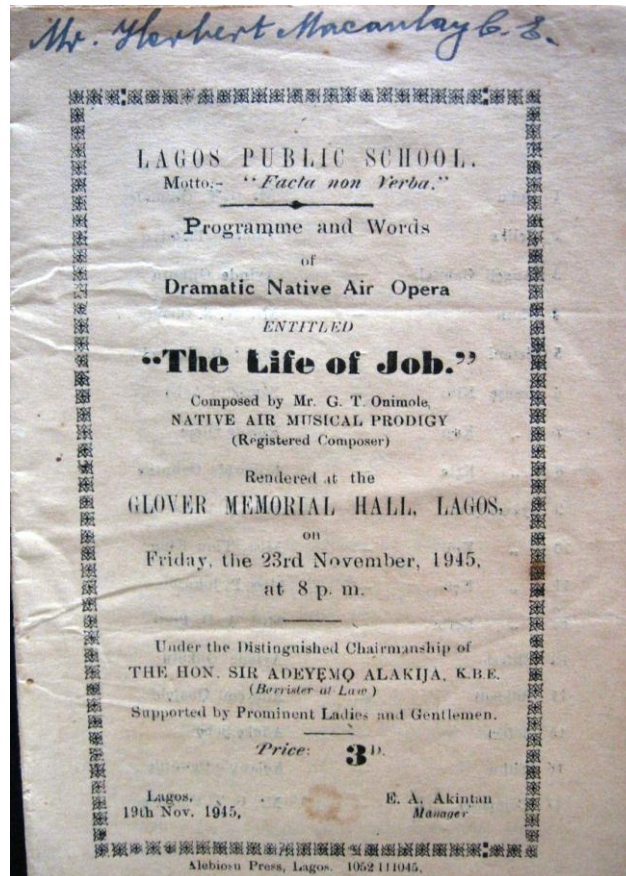 Mr. Herbert Macaulay C. E.
LAGOS PUBLIC SCHOOL.
Motto:- "Facta non Verba."
Programme and Words
of
Dramatic Native Air Opera
ENTITLED
"The Life of Job."
Composed by Mr. G. T. Onimole,
NATIVE AIR MUSICAL PRODIGY
(Registered Composer)
Rendered at the
GLOVER MEMORIAL HALL, LAGOS,
on
Friday, the 23rd November, 1945,
at 8 p. m.
Under the Distinguished Chairmanship of
THE HON. SIR ADEYẸMỌ ALAKIJA, K.B.E.
(Barrister at Law)
Supported by Prominent Ladies and Gentlemen.
Price: 3D.
Lagos, E. A. Akintan
19th Nov. 1945, Manager
Alebiosu Press, Lagos. 1052 111045.